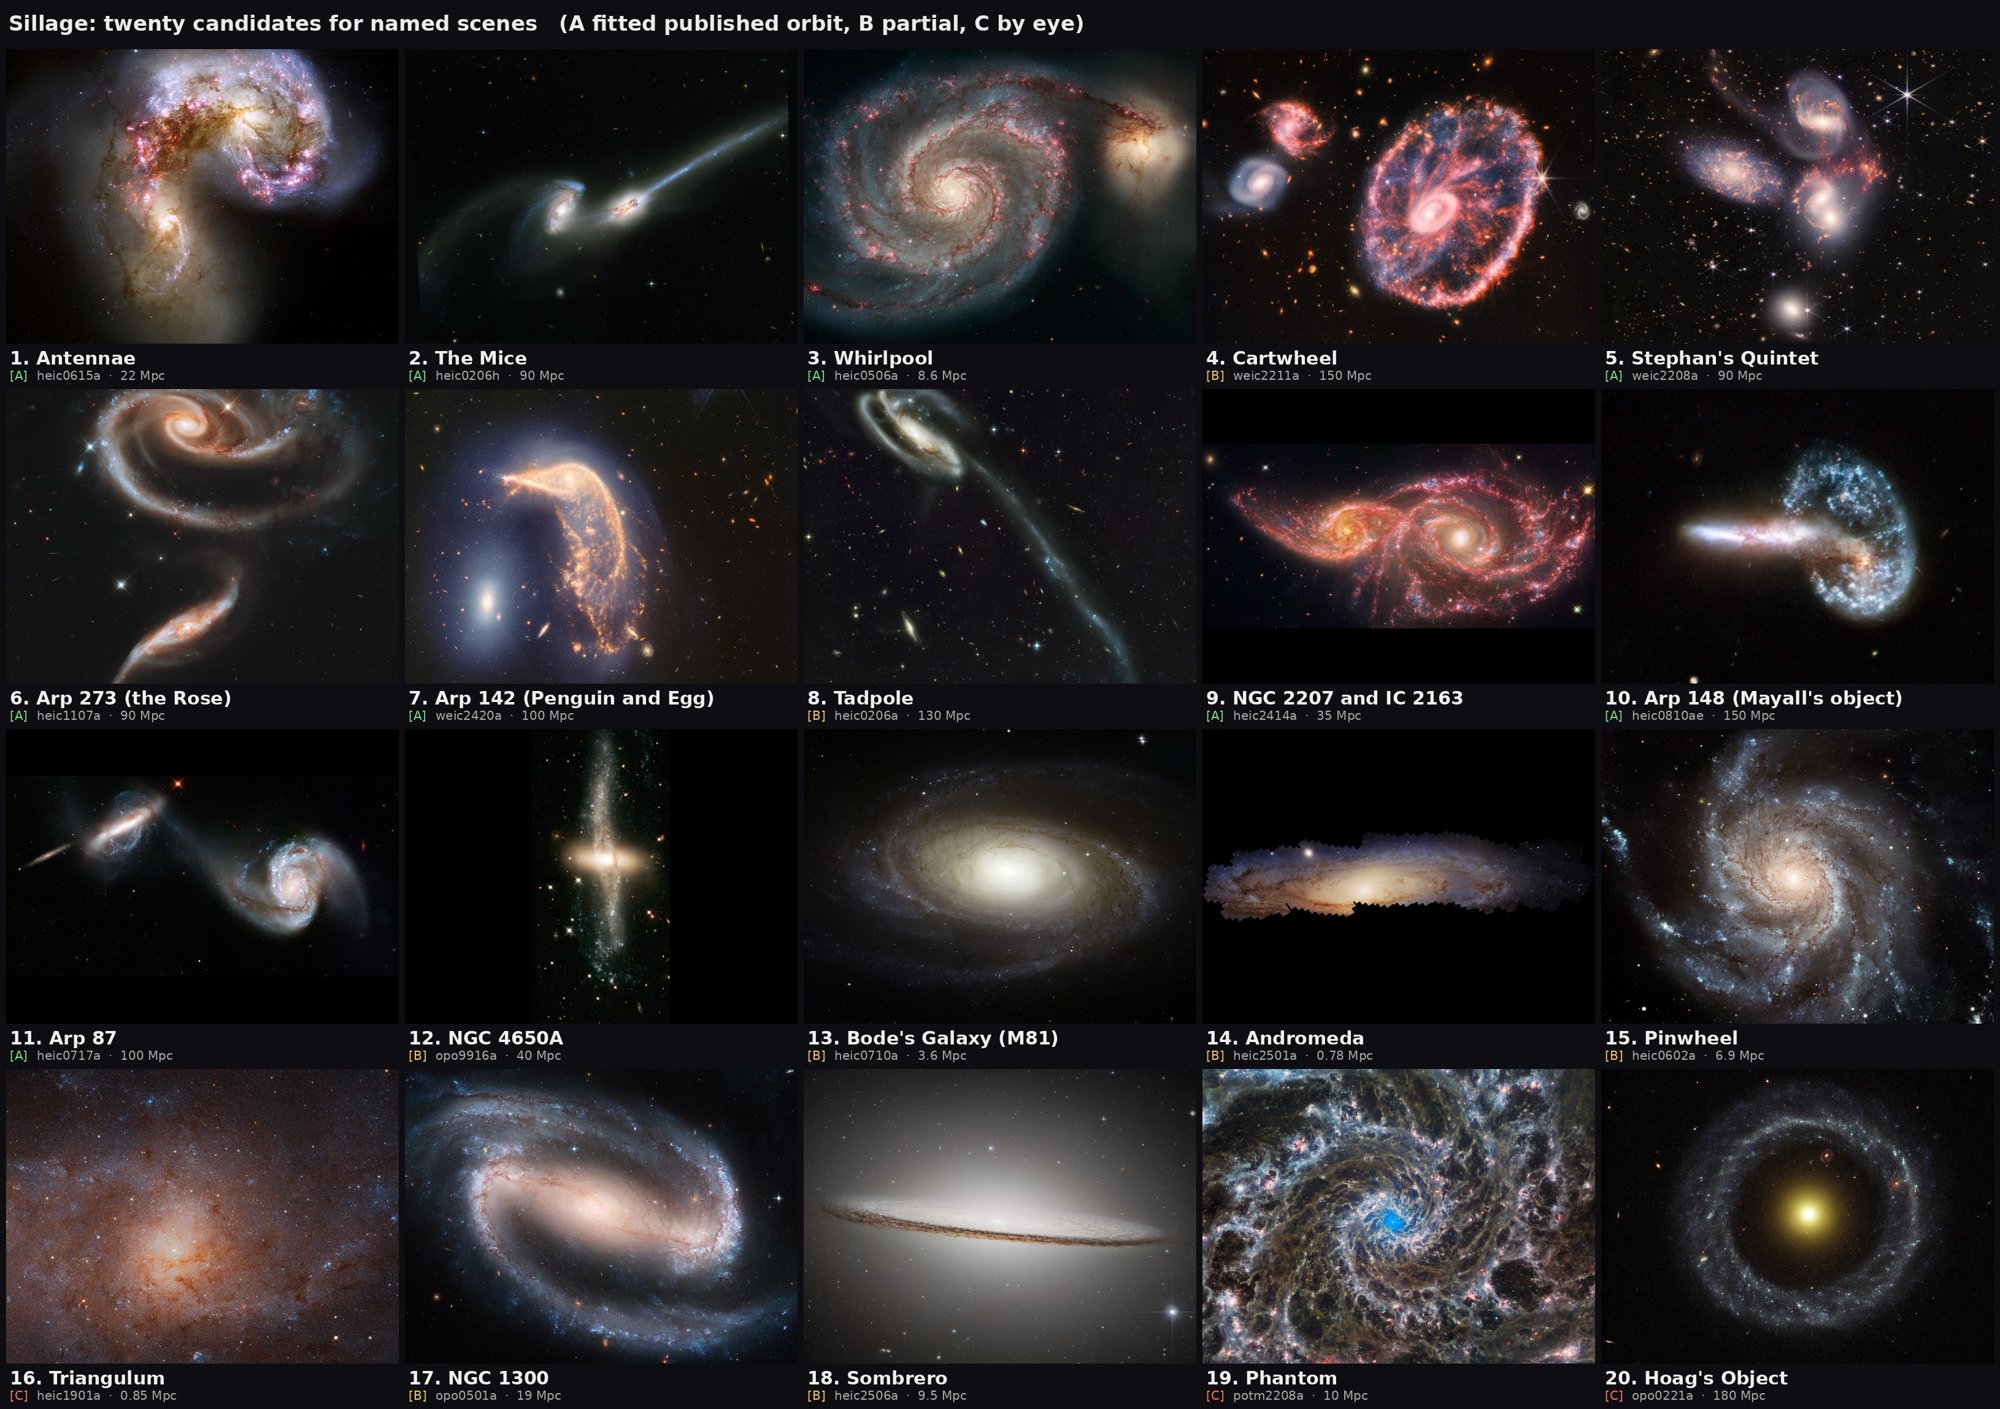 Sillage: twenty candidates for named scenes (A fitted published orbit, B partial, C by eye)
1. Antennae
[A] heic0615a · 22 Mpc
2. The Mice
[A] heic0206h · 90 Mpc
3. Whirlpool
[A] heic0506a · 8.6 Mpc
4. Cartwheel
[B] weic2211a · 150 Mpc
5. Stephan's Quintet
[A] weic2208a · 90 Mpc
6. Arp 273 (the Rose)
[A] heic1107a · 90 Mpc
7. Arp 142 (Penguin and Egg)
[A] weic2420a · 100 Mpc
8. Tadpole
[B] heic0206a · 130 Mpc
9. NGC 2207 and IC 2163
[A] heic2414a · 35 Mpc
10. Arp 148 (Mayall's object)
[A] heic0810ae · 150 Mpc
11. Arp 87
[A] heic0717a · 100 Mpc
12. NGC 4650A
[B] opo9916a · 40 Mpc
13. Bode's Galaxy (M81)
[B] heic0710a · 3.6 Mpc
14. Andromeda
[B] heic2501a · 0.78 Mpc
15. Pinwheel
[B] heic0602a · 6.9 Mpc
16. Triangulum
[C] heic1901a · 0.85 Mpc
17. NGC 1300
[B] opo0501a · 19 Mpc
18. Sombrero
[B] heic2506a · 9.5 Mpc
19. Phantom
[C] potm2208a · 10 Mpc
20. Hoag's Object
[C] opo0221a · 180 Mpc